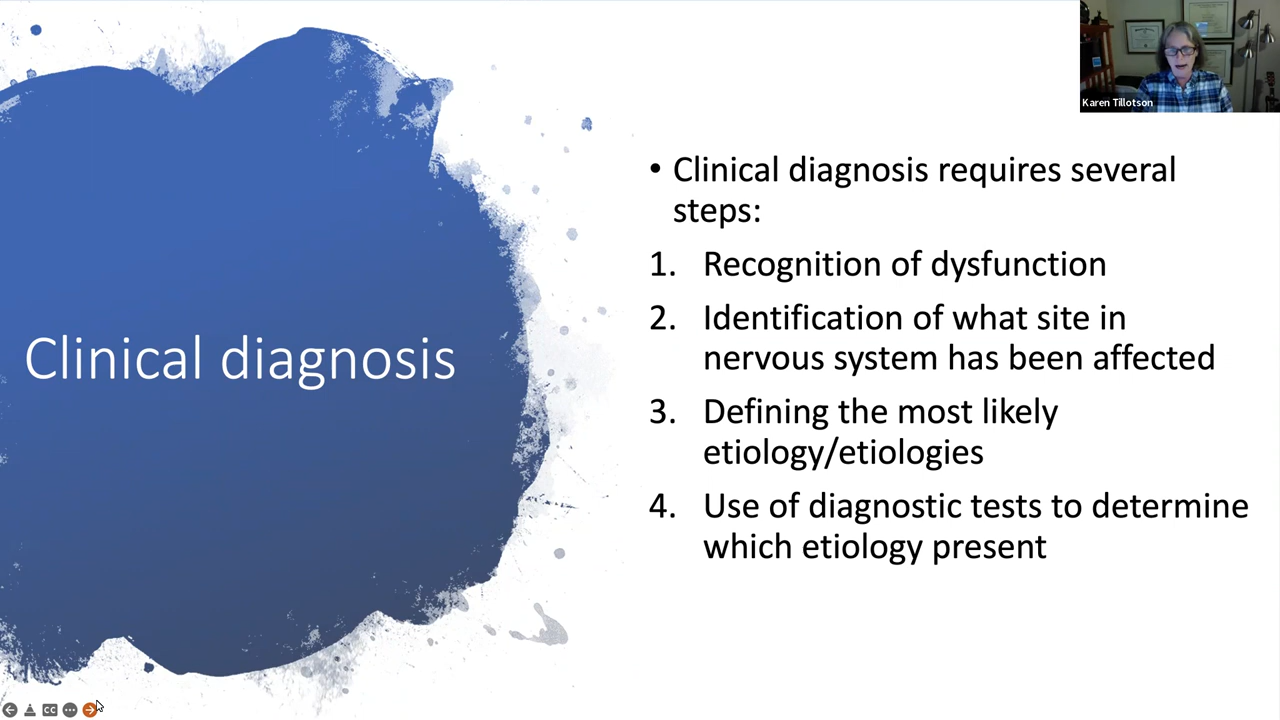 Karen Tillotson
Clinical diagnosis
• Clinical diagnosis requires several
steps:
1. Recognition of dysfunction
2. Identification of what site in
nervous system has been affected
3. Defining the most likely
etiology/etiologies
4. Use of diagnostic tests to determine
which etiology present
CC